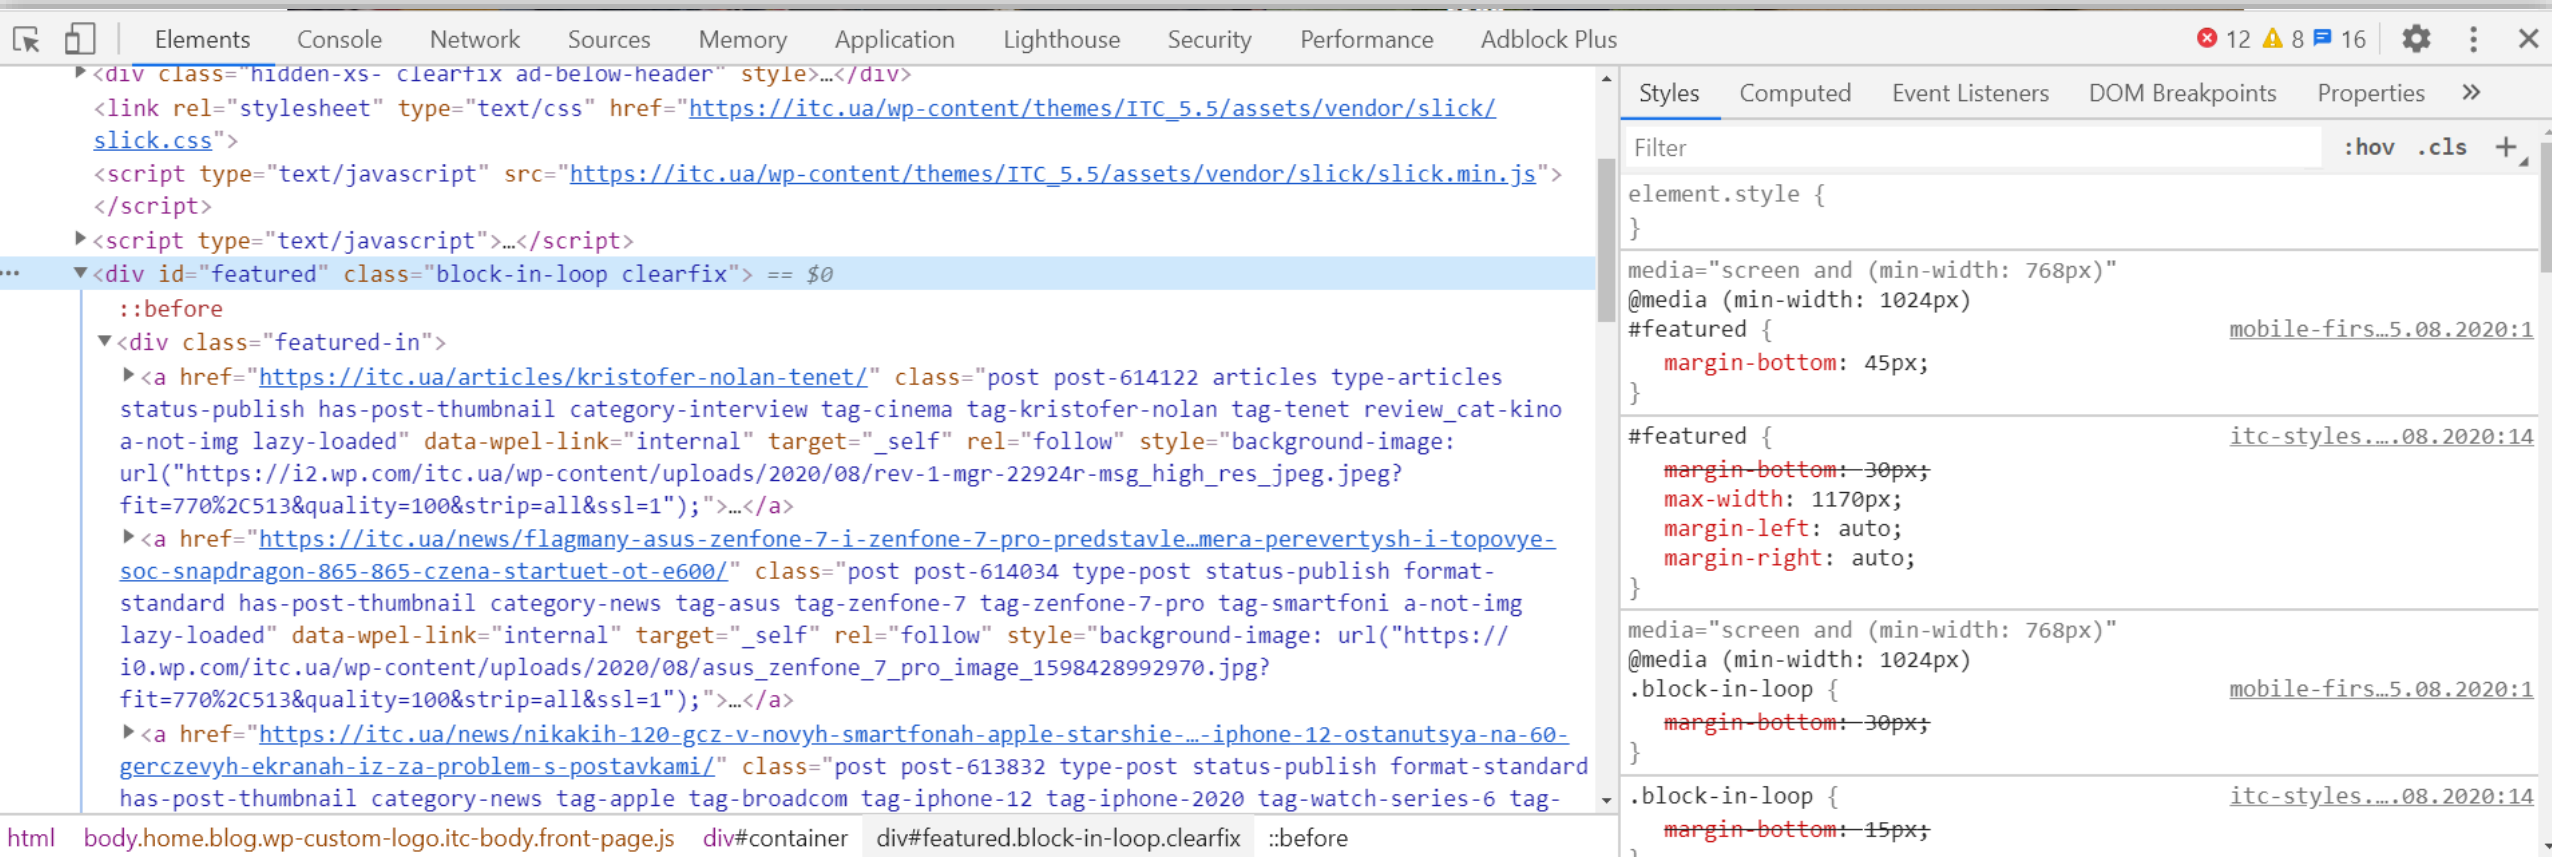 Elements Console Network Sources Memory Application Lighthouse Security Performance Adblock Plus 12 8 16
<div class="hidden-xs- clearfix ad-below-header" style>…</div>
<link rel="stylesheet" type="text/css" href="https://itc.ua/wp-content/themes/ITC_5.5/assets/vendor/slick/
slick.css">
<script type="text/javascript" src="https://itc.ua/wp-content/themes/ITC_5.5/assets/vendor/slick/slick.min.js">
</script>
<script type="text/javascript">…</script>
… <div id="featured" class="block-in-loop clearfix"> == $0
::before
<div class="featured-in">
<a href="https://itc.ua/articles/kristofer-nolan-tenet/" class="post post-614122 articles type-articles
status-publish has-post-thumbnail category-interview tag-cinema tag-kristofer-nolan tag-tenet review_cat-kino
a-not-img lazy-loaded" data-wpel-link="internal" target="_self" rel="follow" style="background-image:
url("https://i2.wp.com/itc.ua/wp-content/uploads/2020/08/rev-1-mgr-22924r-msg_high_res_jpeg.jpeg?
fit=770%2C513&quality=100&strip=all&ssl=1");">…</a>
<a href="https://itc.ua/news/flagmany-asus-zenfone-7-i-zenfone-7-pro-predstavle…mera-perevertysh-i-topovye-
soc-snapdragon-865-865-czena-startuet-ot-e600/" class="post post-614034 type-post status-publish format-
standard has-post-thumbnail category-news tag-asus tag-zenfone-7 tag-zenfone-7-pro tag-smartfoni a-not-img
lazy-loaded" data-wpel-link="internal" target="_self" rel="follow" style="background-image: url("https://
i0.wp.com/itc.ua/wp-content/uploads/2020/08/asus_zenfone_7_pro_image_1598428992970.jpg?
fit=770%2C513&quality=100&strip=all&ssl=1");">…</a>
<a href="https://itc.ua/news/nikakih-120-gcz-v-novyh-smartfonah-apple-starshie-…-iphone-12-ostanutsya-na-60-
gerczevyh-ekranah-iz-za-problem-s-postavkami/" class="post post-613832 type-post status-publish format-standard
has-post-thumbnail category-news tag-apple tag-broadcom tag-iphone-12 tag-iphone-2020 tag-watch-series-6 tag-
html body.home.blog.wp-custom-logo.itc-body.front-page.js div#container div#featured.block-in-loop.clearfix ::before
Styles Computed Event Listeners DOM Breakpoints Properties »
Filter :hov .cls +
element.style {
}
media="screen and (min-width: 768px)"
@media (min-width: 1024px)
#featured { mobile-firs…5.08.2020:1
margin-bottom: 45px;
}
#featured { itc-styles.….08.2020:14
margin-bottom: 30px;
max-width: 1170px;
margin-left: auto;
margin-right: auto;
}
media="screen and (min-width: 768px)"
@media (min-width: 1024px)
.block-in-loop { mobile-firs…5.08.2020:1
margin-bottom: 30px;
}
.block-in-loop { itc-styles.….08.2020:14
margin-bottom: 15px;